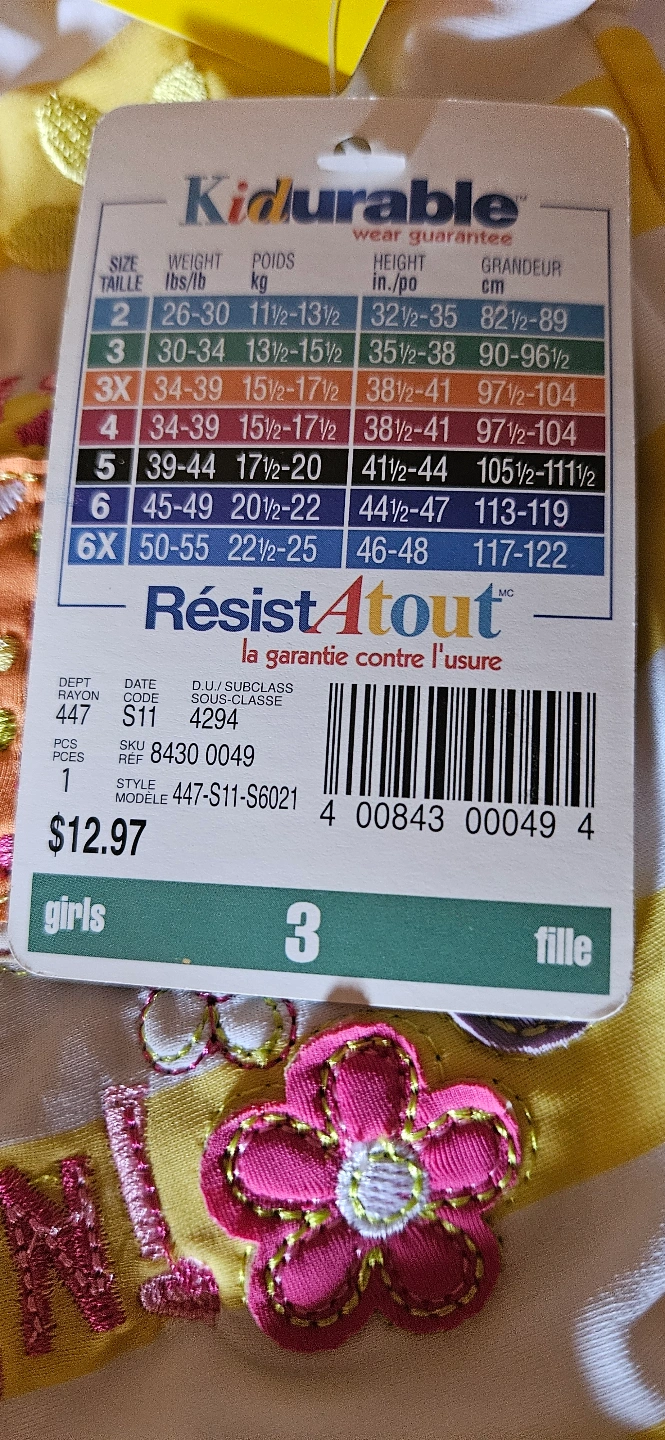 Kidurable™
wear guarantee
SIZE WEIGHT POIDS HEIGHT GRANDEUR
TAILLE lbs/lb kg in./po cm
2 26-30 11½-13½ 32½-35 82½-89
3 30-34 13½-15½ 35½-38 90-96½
3X 34-39 15½-17½ 38½-41 97½-104
4 34-39 15½-17½ 38½-41 97½-104
5 39-44 17½-20 41½-44 105½-111½
6 45-49 20½-22 44½-47 113-119
6X 50-55 22½-25 46-48 117-122
RésistAtout MC
la garantie contre l'usure
DEPT DATE D.U./ SUBCLASS
RAYON CODE SOUS-CLASSE
447 S11 4294
PCS SKU
PCES RÉF 8430 0049
1 STYLE
MODÈLE 447-S11-S6021
$12.97
4 00843 00049 4
girls 3 fille
N!